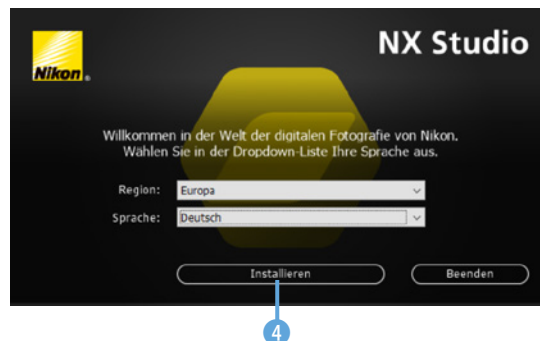 NX Studio
Nikon®
Willkommen in der Welt der digitalen Fotografie von Nikon.
Wählen Sie in der Dropdown-Liste Ihre Sprache aus.
Region: Europa
Sprache: Deutsch
Installieren Beenden
4